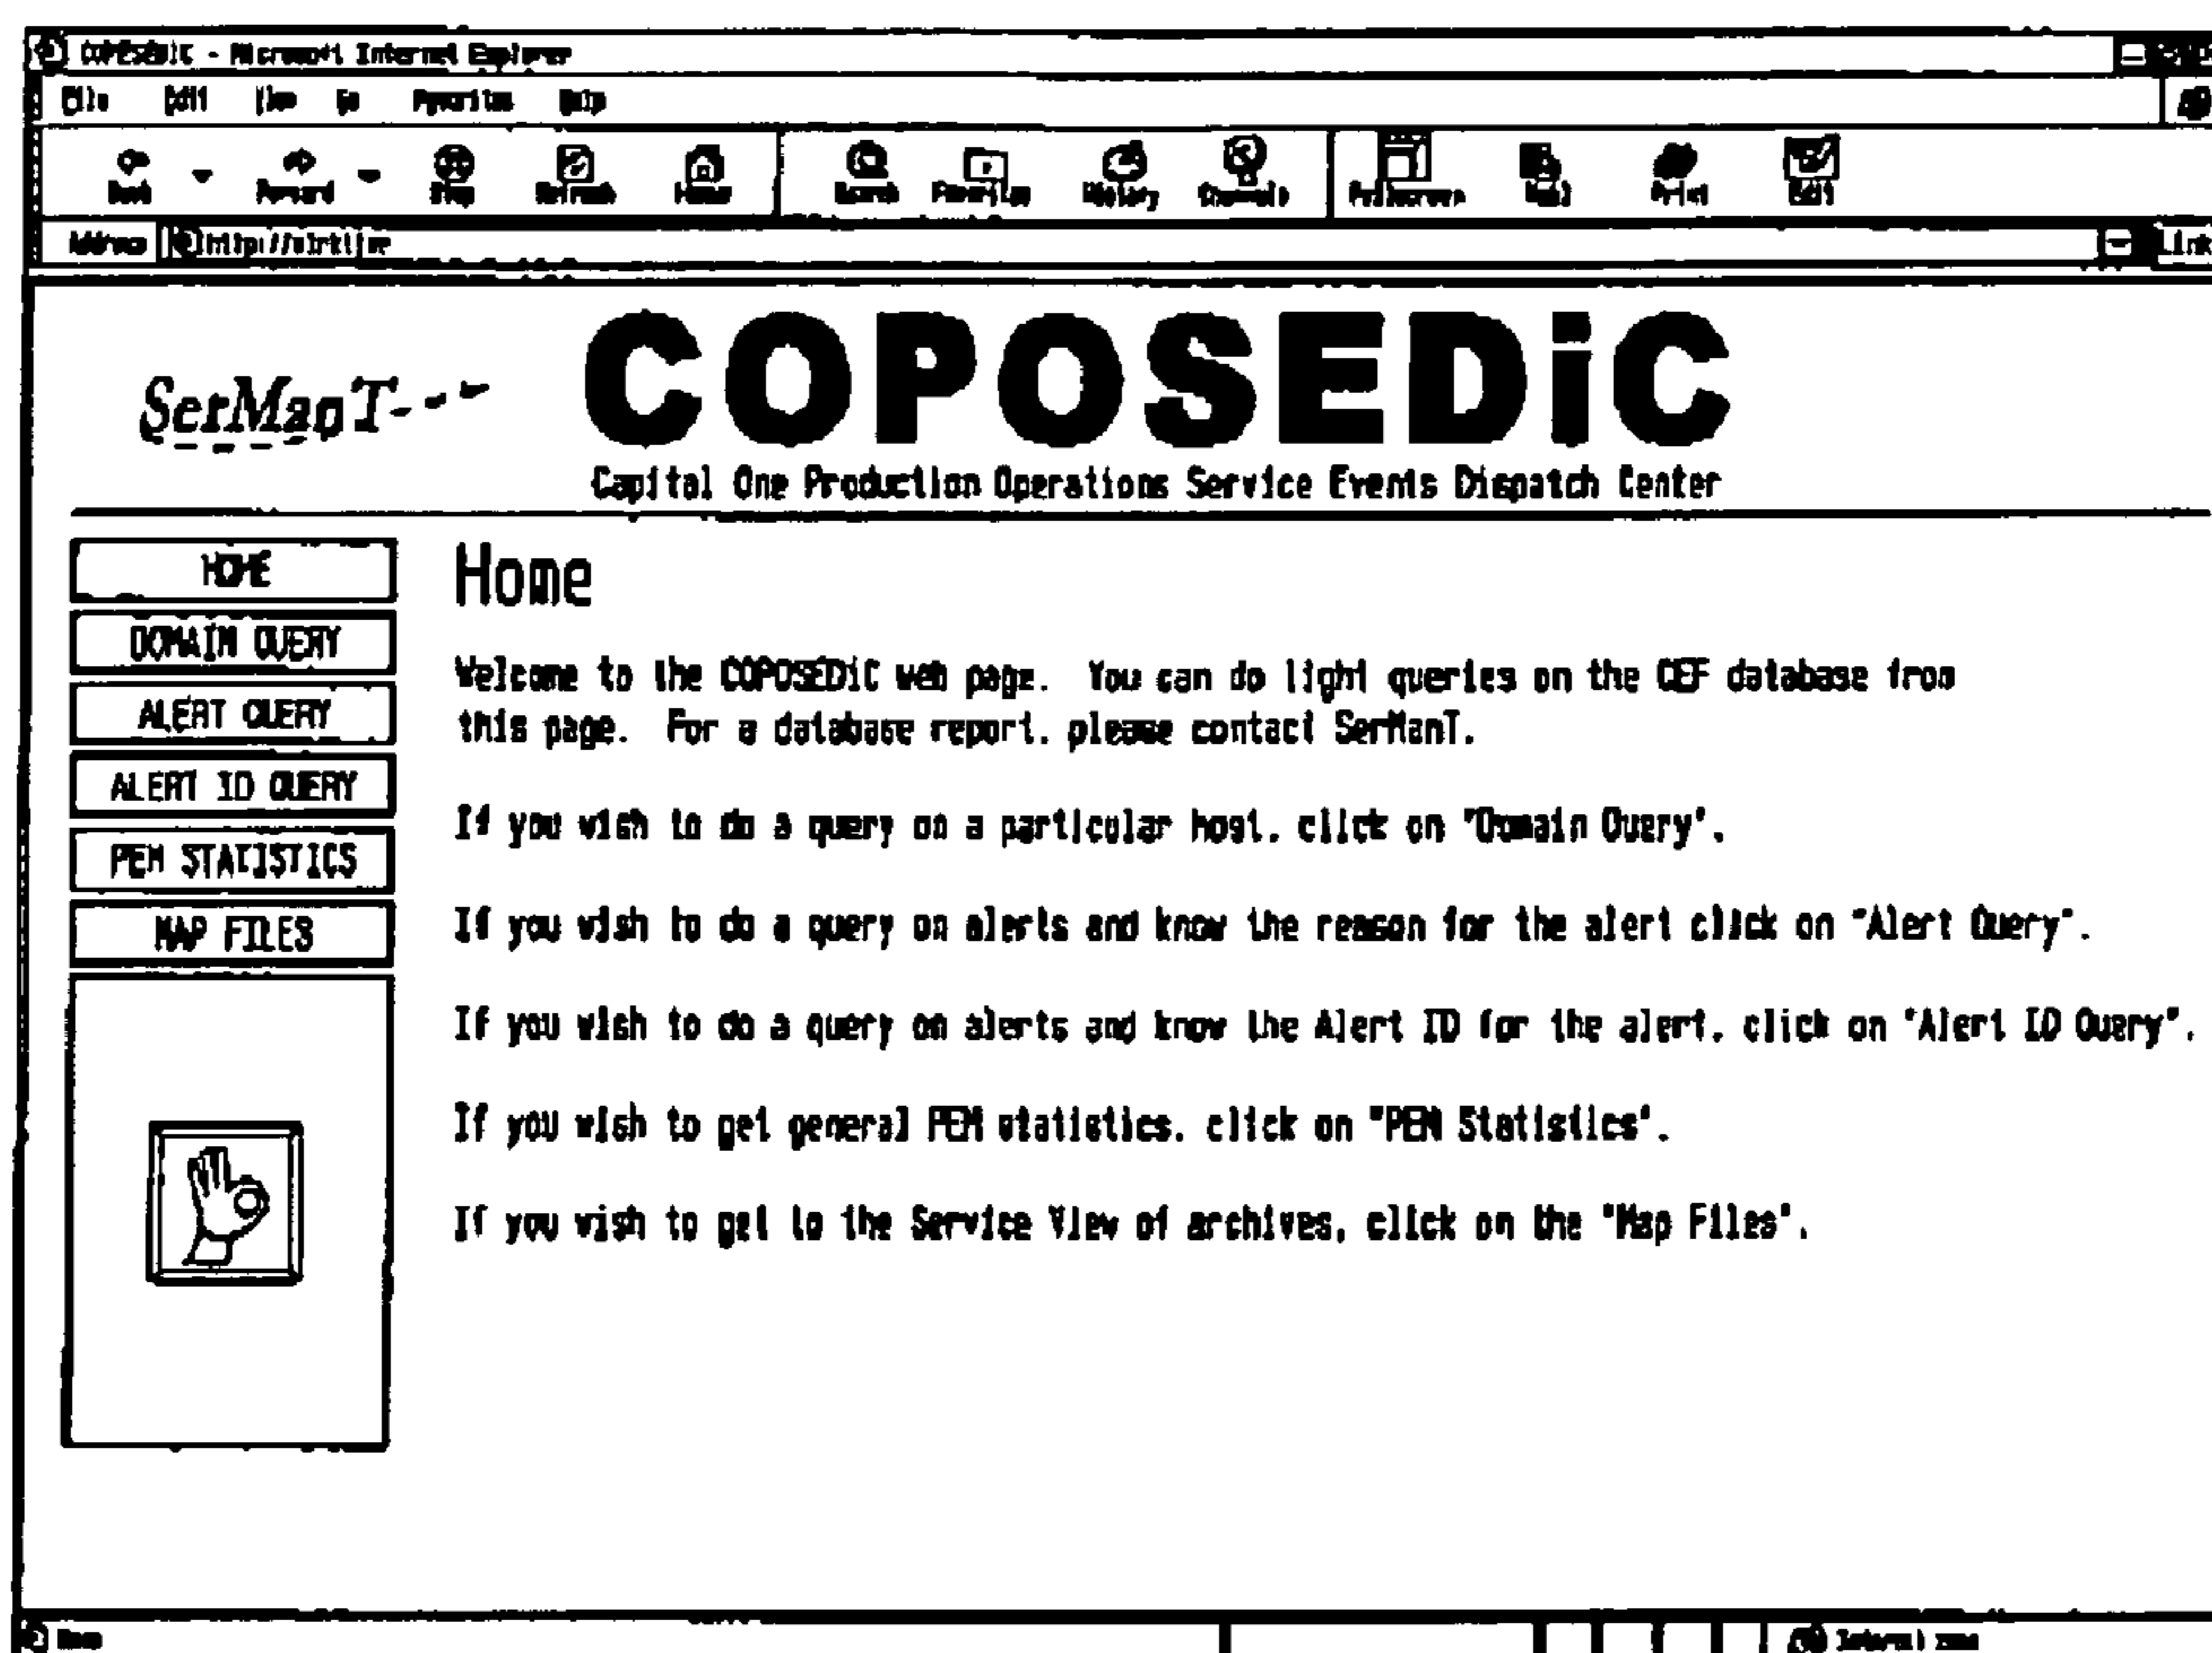 COPOSEDiC - Microsoft Internet Explorer
File Edit View Go Favorites Help
Back Forward Stop Refresh Home Search Favorites History Channels Fullscreen Mail Print Edit
Address http:// Link
SerManT
COPOSEDiC
Capital One Production Operations Service Events Dispatch Center
HOME
DOMAIN QUERY
ALERT QUERY
ALERT ID QUERY
PEM STATISTICS
MAP FILES
Home
Welcome to the COPOSEDiC web page. You can do light queries on the CEF database from
this page. For a database report, please contact SerManT.
If you wish to do a query on a particular host, click on "Domain Query".
If you wish to do a query on alerts and know the reason for the alert click on "Alert Query".
If you wish to do a query on alerts and know the Alert ID for the alert, click on "Alert ID Query".
If you wish to get general PEM statistics, click on "PEM Statistics".
If you wish to get to the Service View of archives, click on the "Map Files".
zone